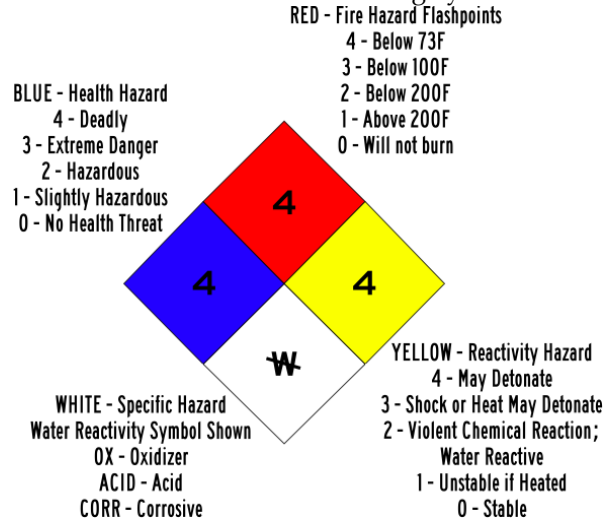 RED - Fire Hazard Flashpoints
4 - Below 73F
3 - Below 100F
2 - Below 200F
1 - Above 200F
0 - Will not burn
BLUE - Health Hazard
4 - Deadly
3 - Extreme Danger
2 - Hazardous
1 - Slightly Hazardous
0 - No Health Threat
4
4
4
W
YELLOW - Reactivity Hazard
4 - May Detonate
3 - Shock or Heat May Detonate
2 - Violent Chemical Reaction;
Water Reactive
1 - Unstable if Heated
0 - Stable
WHITE - Specific Hazard
Water Reactivity Symbol Shown
OX - Oxidizer
ACID - Acid
CORR - Corrosive